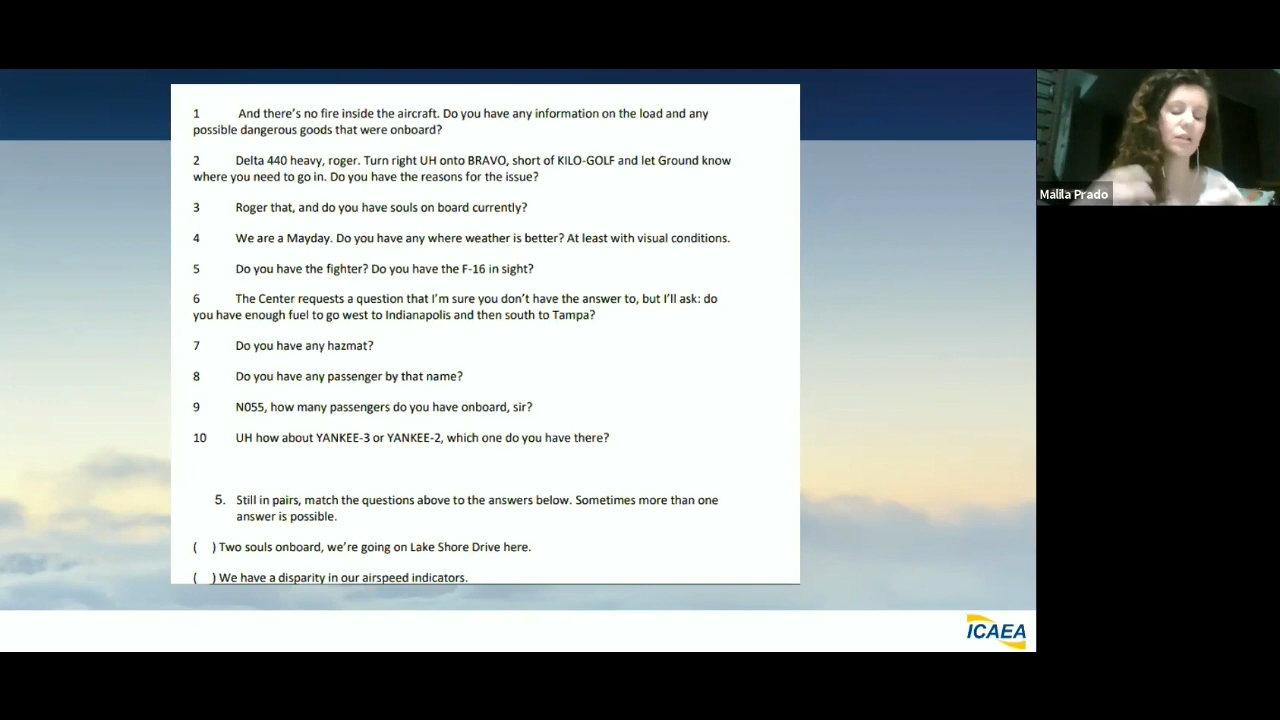 1 And there's no fire inside the aircraft. Do you have any information on the load and any
possible dangerous goods that were onboard?
2 Delta 440 heavy, roger. Turn right UH onto BRAVO, short of KILO-GOLF and let Ground know
where you need to go in. Do you have the reasons for the issue?
3 Roger that, and do you have souls on board currently?
4 We are a Mayday. Do you have any where weather is better? At least with visual conditions.
5 Do you have the fighter? Do you have the F-16 in sight?
6 The Center requests a question that I'm sure you don't have the answer to, but I'll ask: do
you have enough fuel to go west to Indianapolis and then south to Tampa?
7 Do you have any hazmat?
8 Do you have any passenger by that name?
9 N055, how many passengers do you have onboard, sir?
10 UH how about YANKEE-3 or YANKEE-2, which one do you have there?
5. Still in pairs, match the questions above to the answers below. Sometimes more than one
answer is possible.
( ) Two souls onboard, we're going on Lake Shore Drive here.
( ) We have a disparity in our airspeed indicators.
Malila Prado
ICAEA